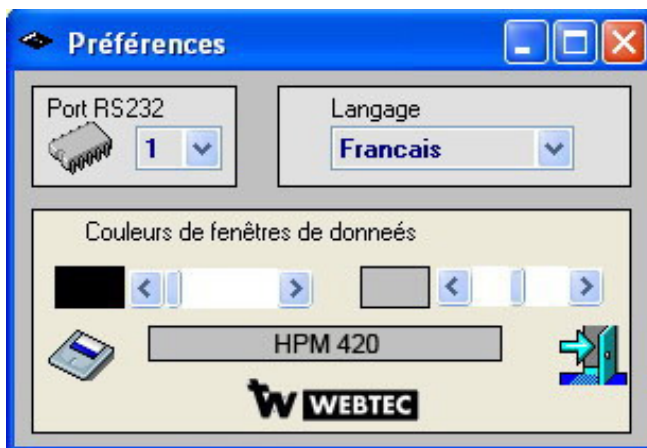 Préférences
Port RS232
1
Langage
Francais
Couleurs de fenêtres de donneés
HPM 420
WEBTEC